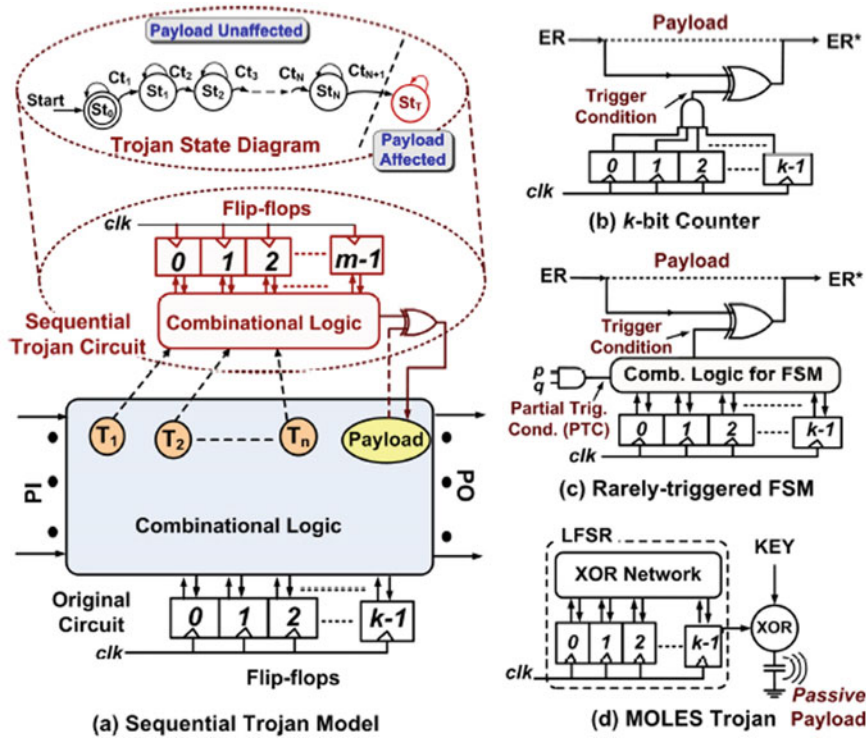 Payload Unaffected
Start
Ct1
Ct2
Ct3
CtN
CtN+1
St0
St1
St2
StN
StT
Trojan State Diagram
Payload
Affected
Flip-flops
clk
0 1 2 m-1
Sequential
Trojan Circuit
Combinational Logic
T1
T2
Tn
Payload
PI
PO
Combinational Logic
Original
Circuit
0 1 2 k-1
clk
Flip-flops
(a) Sequential Trojan Model
Payload
ER
ER*
Trigger
Condition
0 1 2 k-1
clk
(b) k-bit Counter
Payload
ER
ER*
Trigger
Condition
p
q
Comb. Logic for FSM
Partial Trig.
Cond. (PTC)
0 1 2 k-1
clk
(c) Rarely-triggered FSM
LFSR
XOR Network
KEY
0 1 2 k-1
XOR
clk
Passive
Payload
(d) MOLES Trojan